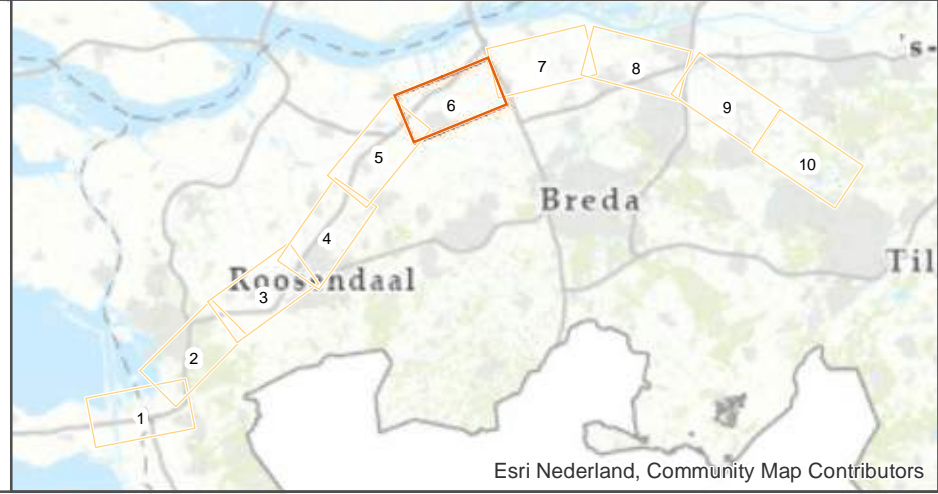 's-
7
8
6
9
5
10
Breda
4
Til
Roosendaal
3
2
1
Esri Nederland, Community Map Contributors